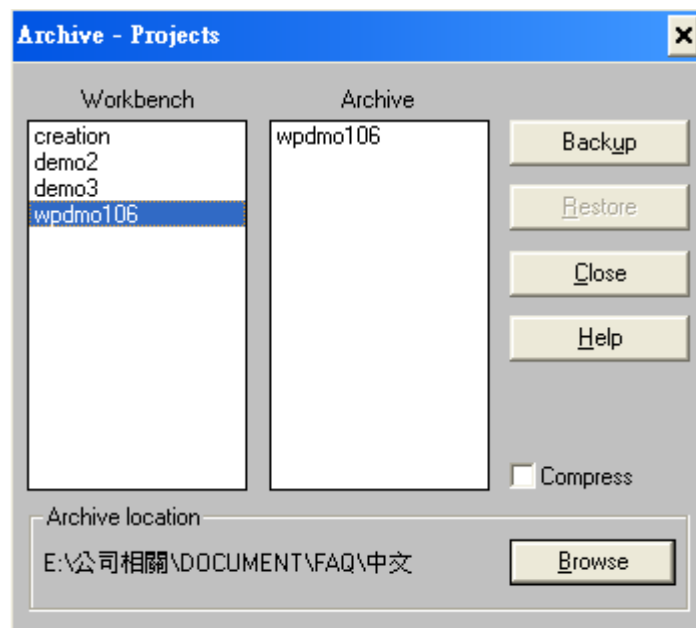 Archive - Projects
Workbench
Archive
creation
demo2
demo3
wpdmo106
wpdmo106
Backup
Restore
Close
Help
Compress
Archive location
E:\公司相關\DOCUMENT\FAQ\中文
Browse